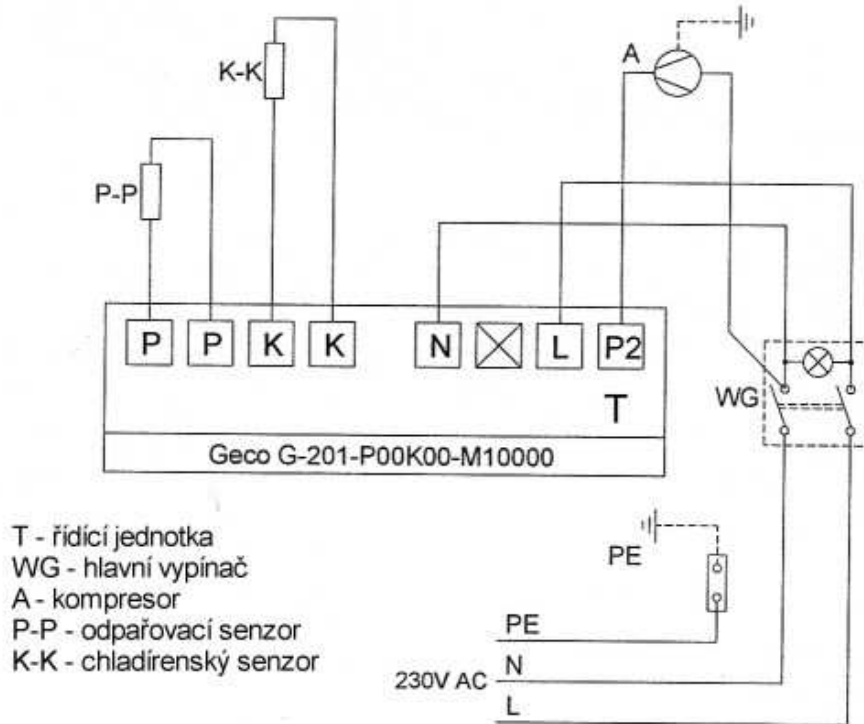 K-K
A
P-P
P P K K N L P2
T
WG
Geco G-201-P00K00-M10000
T - řídící jednotka
WG - hlavní vypínač
A - kompresor
P-P - odpařovací senzor
K-K - chladírenský senzor
PE
PE
N
230V AC
L